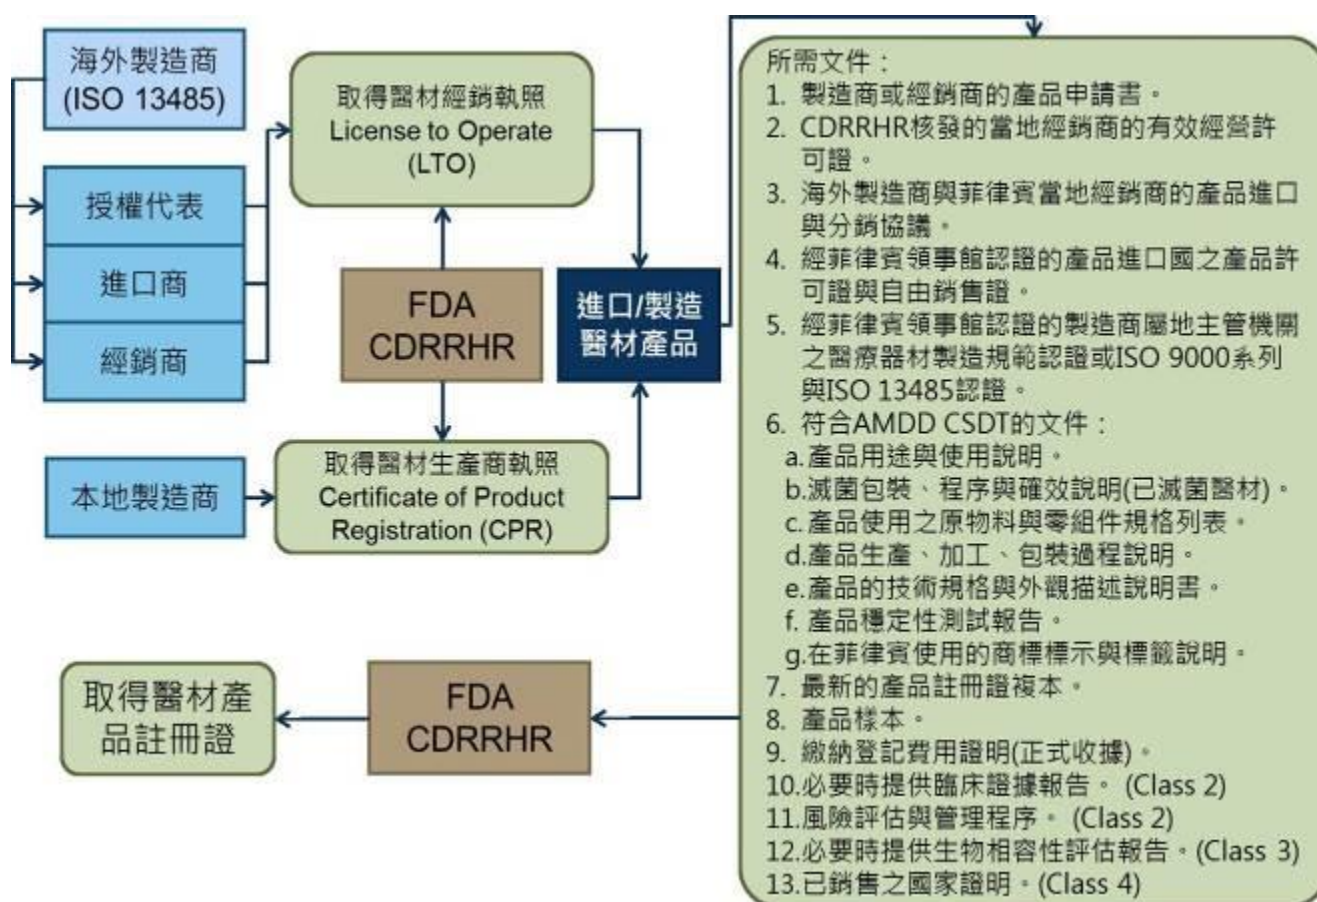 海外製造商
(ISO 13485)
授權代表
進口商
經銷商
本地製造商
取得醫材經銷執照
License to Operate
(LTO)
FDA
CDRRHR
取得醫材生產商執照
Certificate of Product
Registration (CPR)
進口/製造
醫材產品
所需文件：
1. 製造商或經銷商的產品申請書。
2. CDRRHR核發的當地經銷商的有效經營許
可證。
3. 海外製造商與菲律賓當地經銷商的產品進口
與分銷協議。
4. 經菲律賓領事館認證的產品進口國之產品許
可證與自由銷售證。
5. 經菲律賓領事館認證的製造商屬地主管機關
之醫療器材製造規範認證或ISO 9000系列
與ISO 13485認證。
6. 符合AMDD CSDT的文件：
a.產品用途與使用說明。
b.滅菌包裝、程序與確效說明(已滅菌醫材)。
c.產品使用之原物料與零組件規格列表。
d.產品生產、加工、包裝過程說明。
e.產品的技術規格與外觀描述說明書。
f. 產品穩定性測試報告。
g.在菲律賓使用的商標標示與標籤說明。
7. 最新的產品註冊證複本。
8. 產品樣本。
9. 繳納登記費用證明(正式收據)。
10.必要時提供臨床證據報告。 (Class 2)
11.風險評估與管理程序。 (Class 2)
12.必要時提供生物相容性評估報告。(Class 3)
13.已銷售之國家證明。(Class 4)
FDA
CDRRHR
取得醫材產
品註冊證